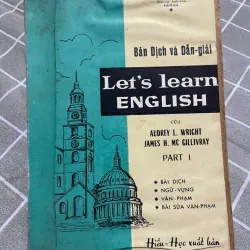 Bản Dịch và Dẫn-giải
Let's learn
ENGLISH
CỦA
AUDREY L. WRIGHT
JAMES H. MC GILLIVRAY
PART I
• BÀI DỊCH
• NGỮ-VỰNG
• VĂN-PHẠM
• BÀI SỬA VĂN-PHẠM
Hiếu-Học xuất bản